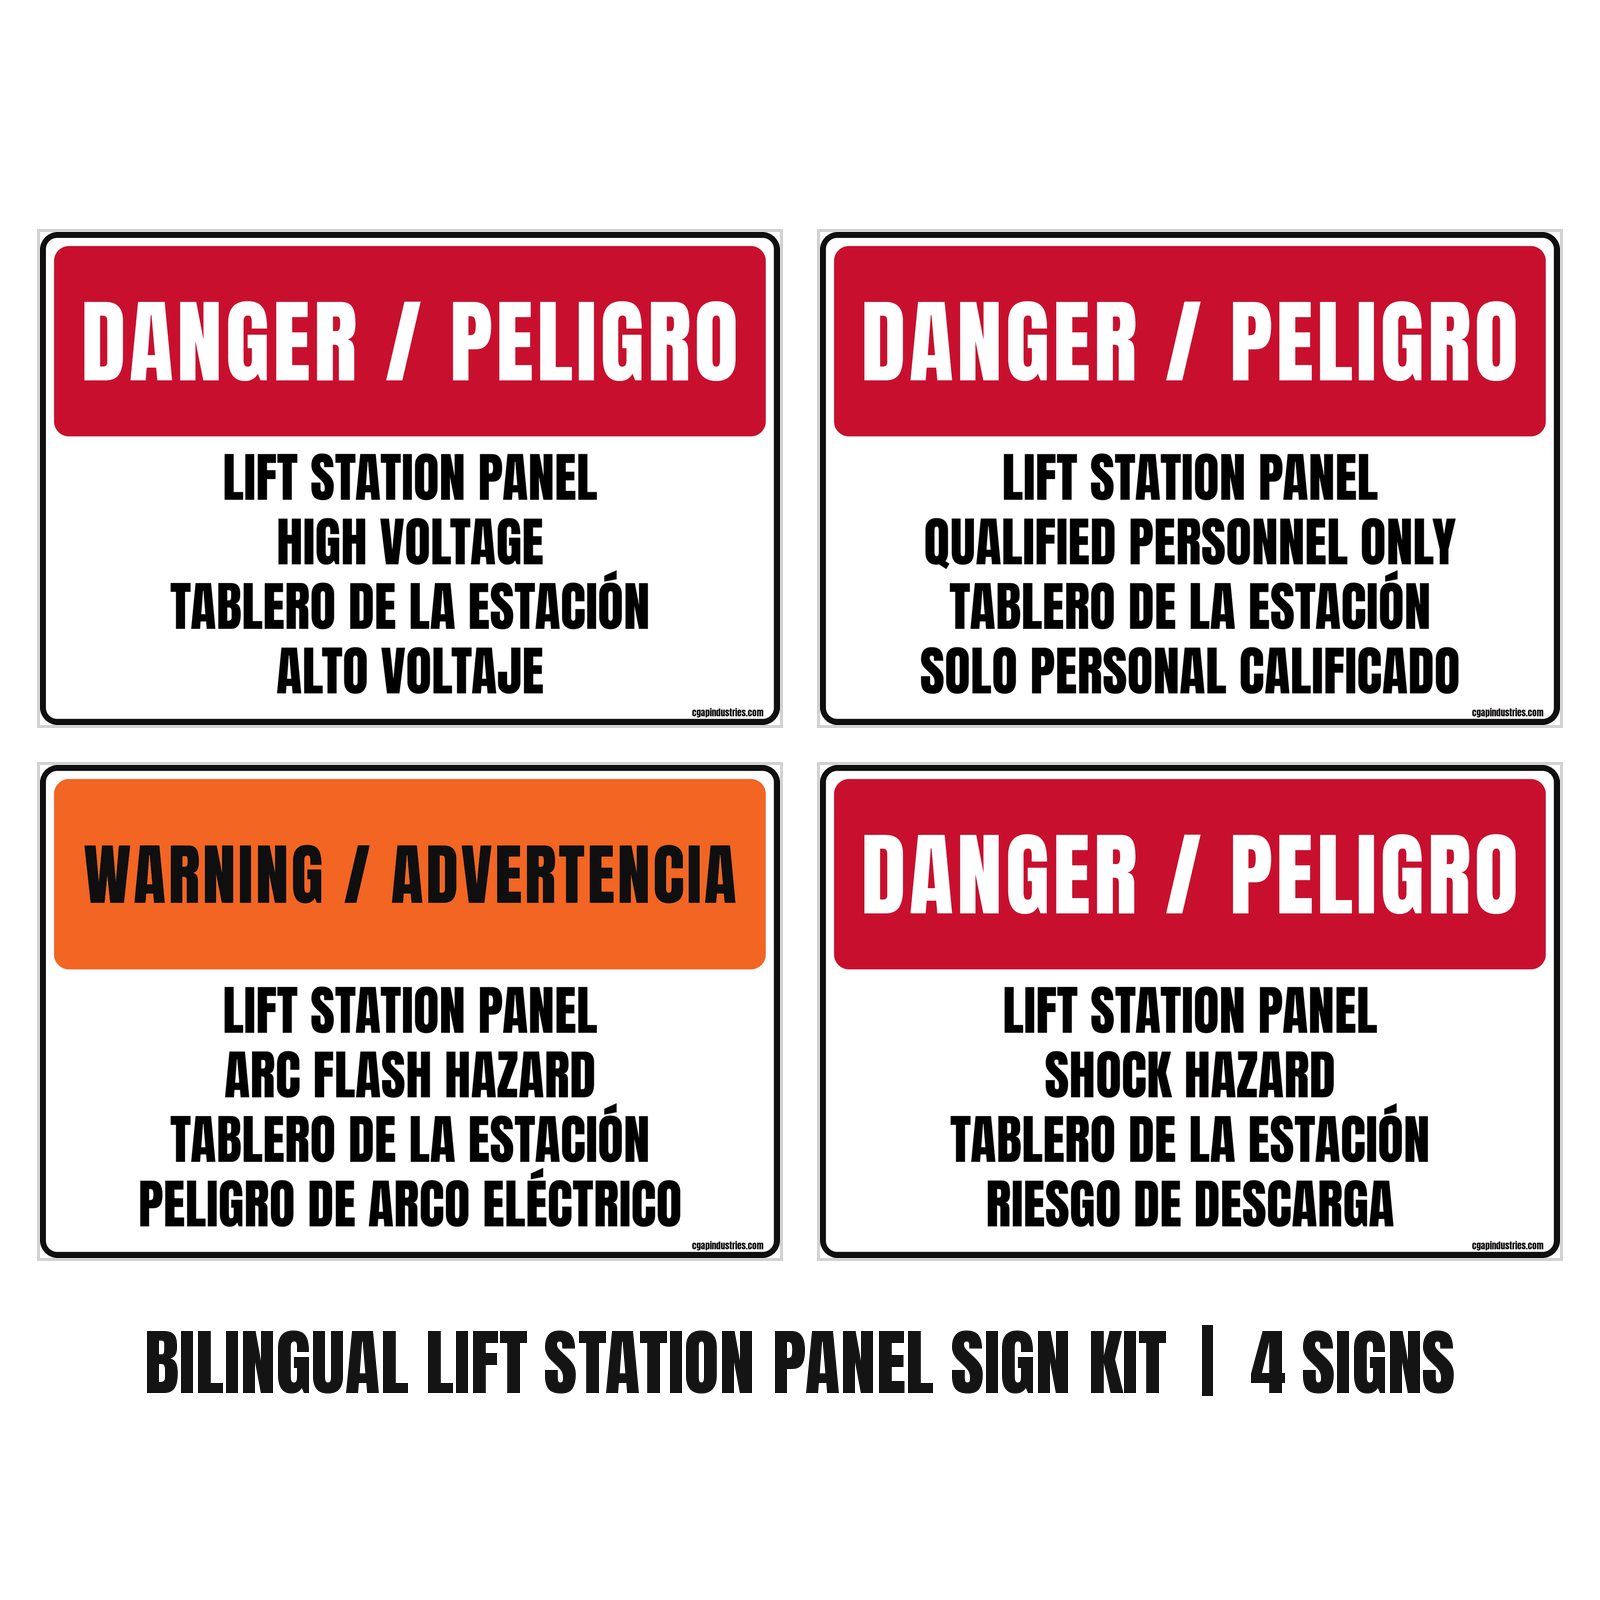 DANGER / PELIGRO
LIFT STATION PANEL
HIGH VOLTAGE
TABLERO DE LA ESTACIÓN
ALTO VOLTAJE
cgapindustries.com
DANGER / PELIGRO
LIFT STATION PANEL
QUALIFIED PERSONNEL ONLY
TABLERO DE LA ESTACIÓN
SOLO PERSONAL CALIFICADO
cgapindustries.com
WARNING / ADVERTENCIA
LIFT STATION PANEL
ARC FLASH HAZARD
TABLERO DE LA ESTACIÓN
PELIGRO DE ARCO ELÉCTRICO
cgapindustries.com
DANGER / PELIGRO
LIFT STATION PANEL
SHOCK HAZARD
TABLERO DE LA ESTACIÓN
RIESGO DE DESCARGA
cgapindustries.com
BILINGUAL LIFT STATION PANEL SIGN KIT | 4 SIGNS